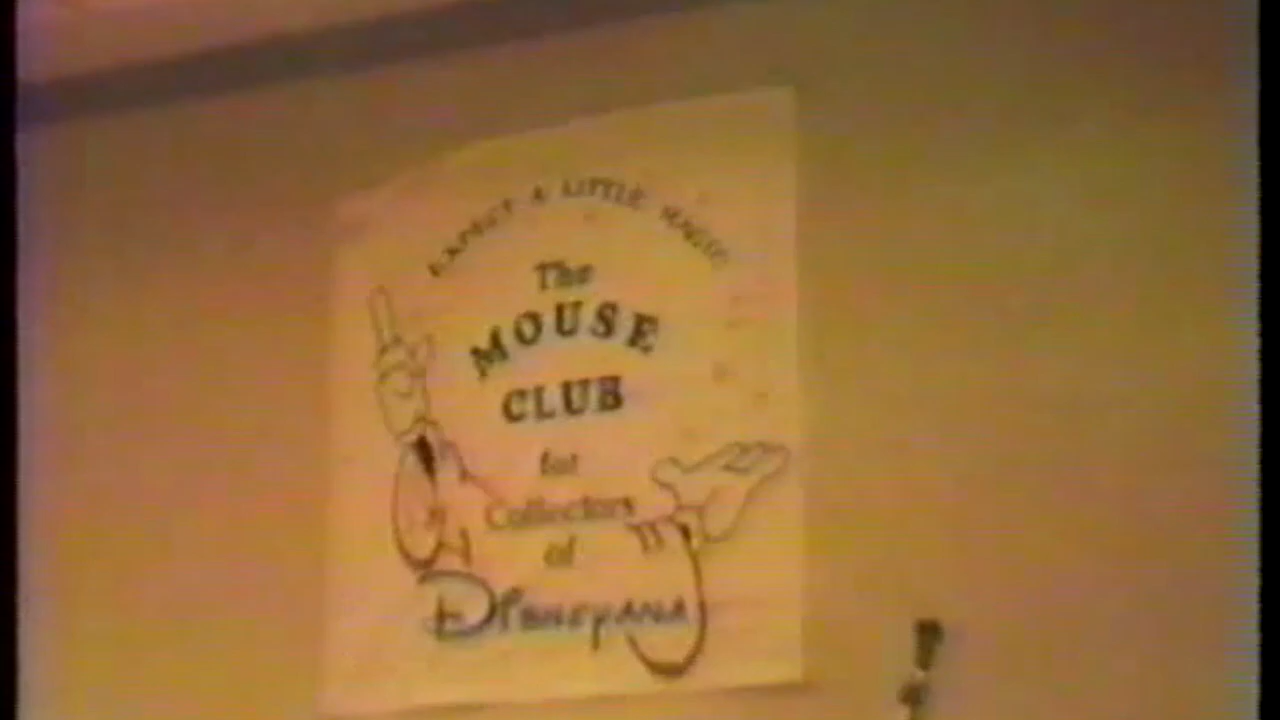 EXPECT A LITTLE MAGIC
The
MOUSE
CLUB
for
Collectors
of
DISNEYANA